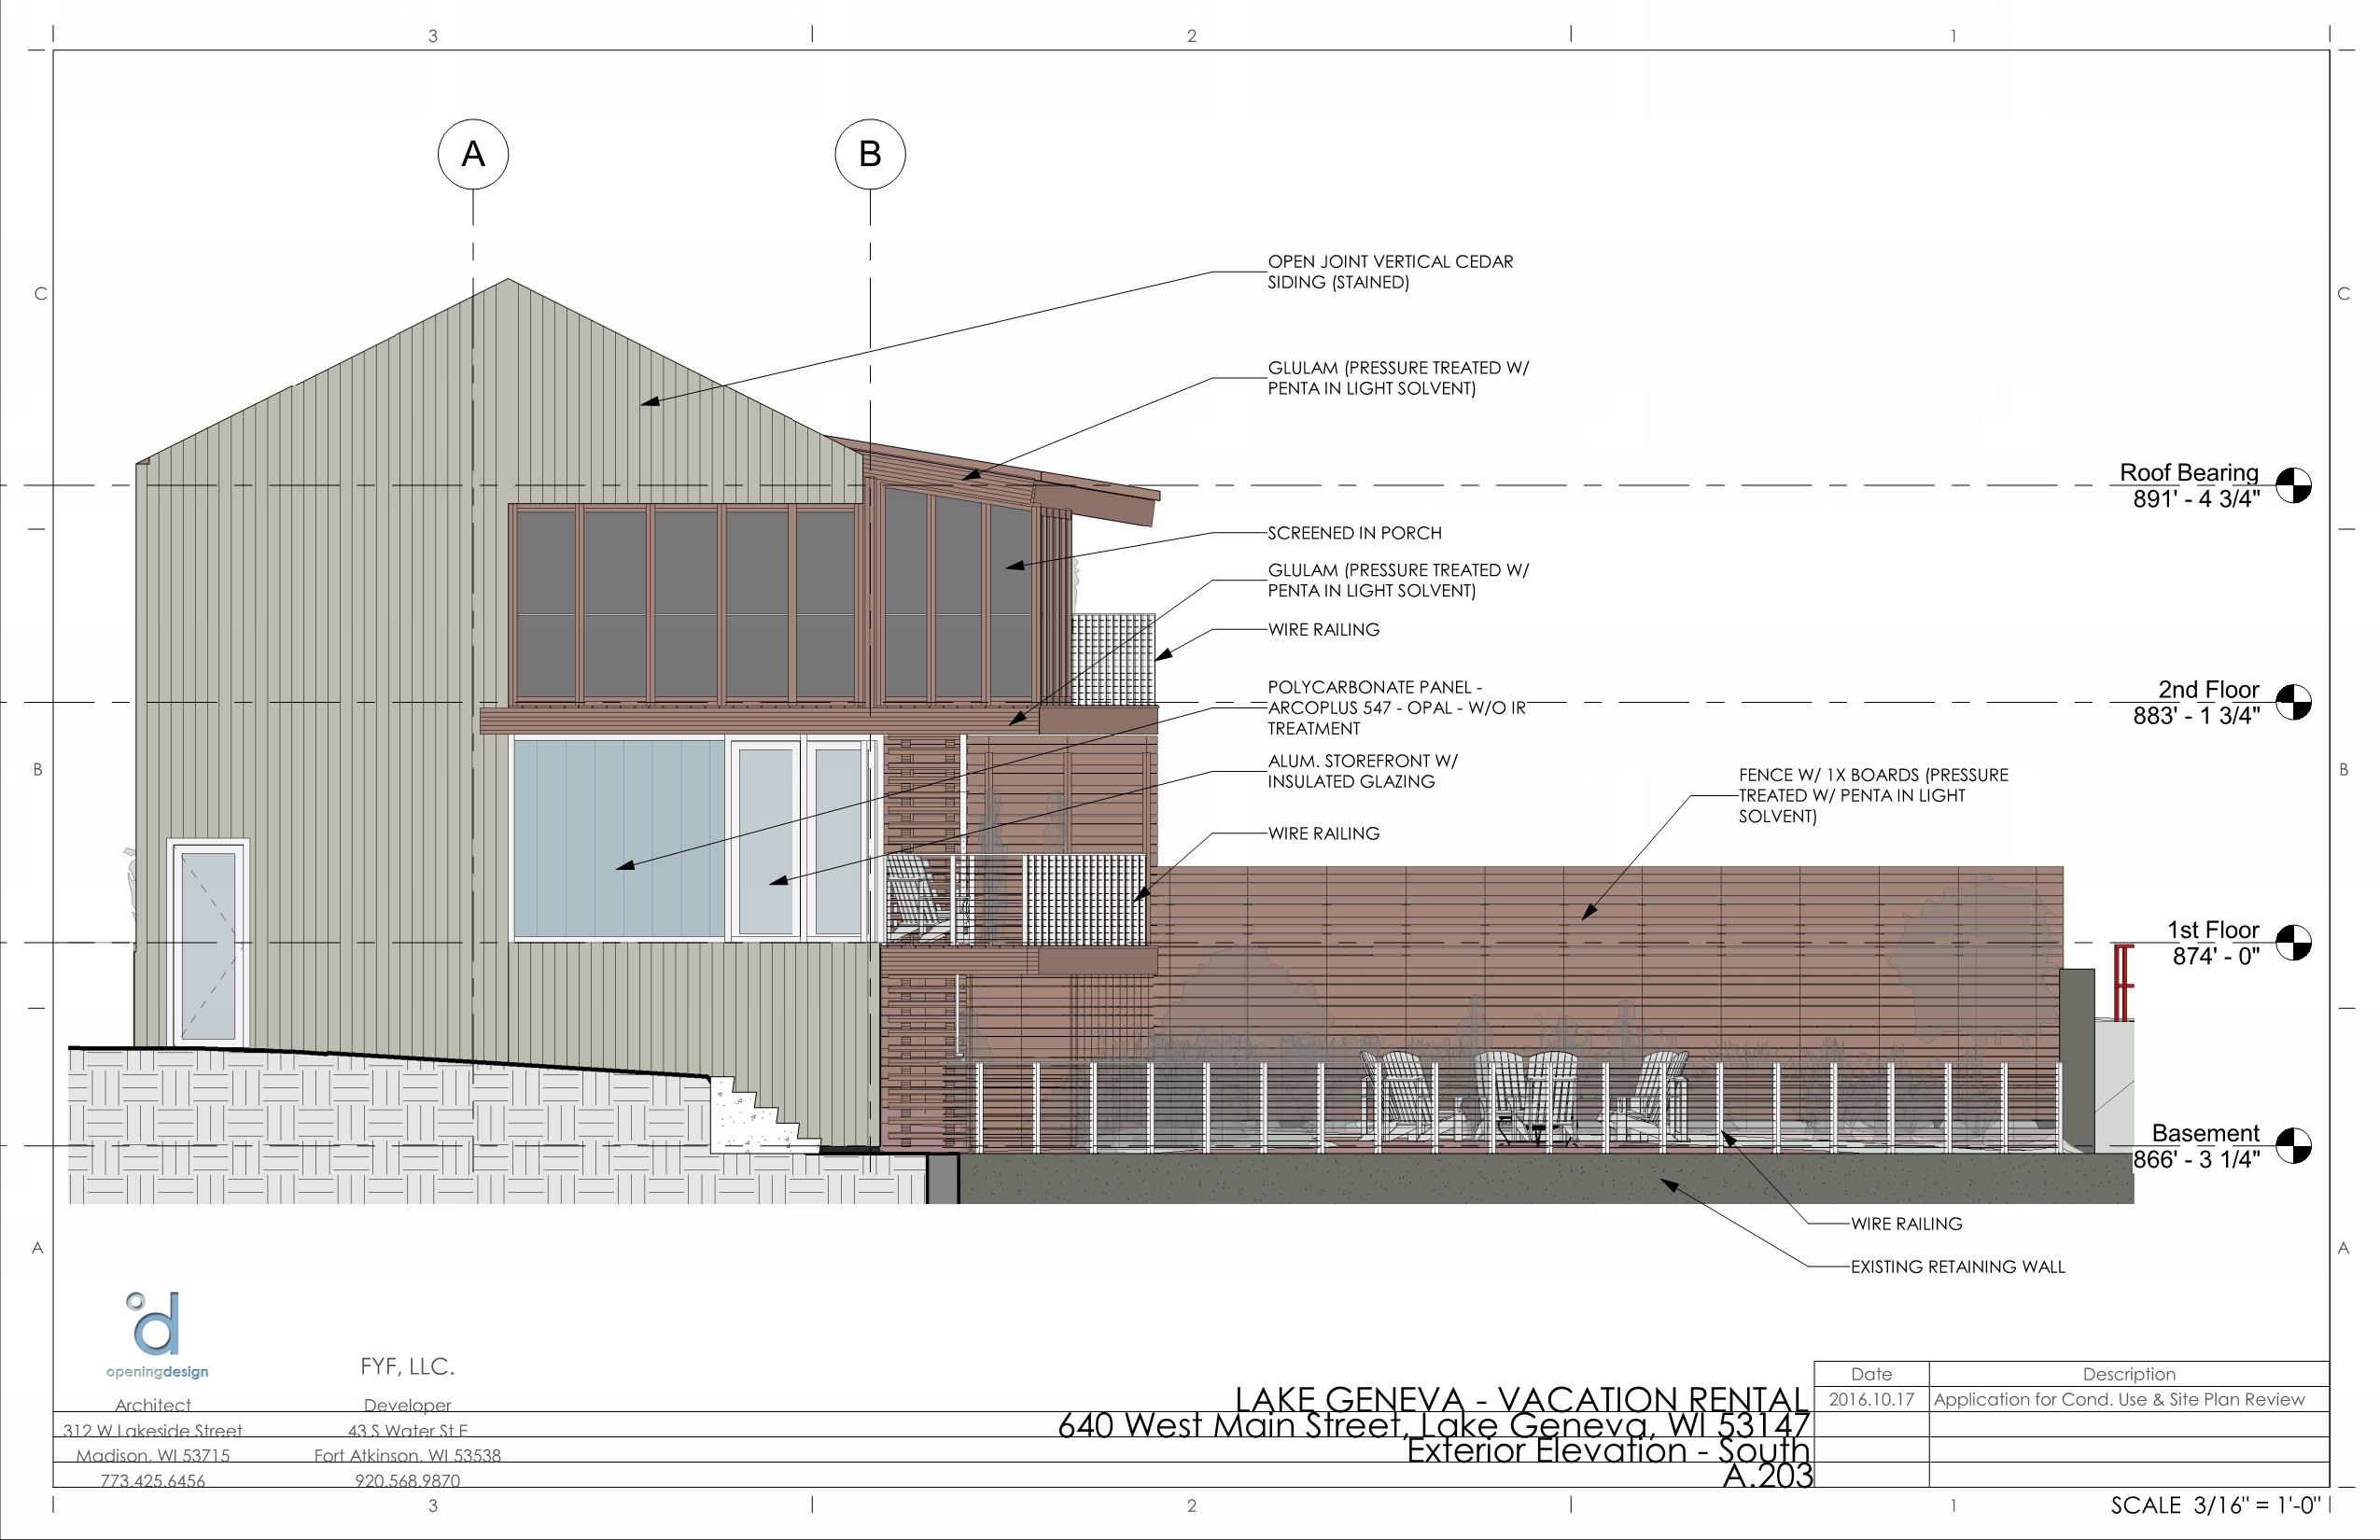 3 2 1
A
B
C
C
OPEN JOINT VERTICAL CEDAR
SIDING (STAINED)
GLULAM (PRESSURE TREATED W/
PENTA IN LIGHT SOLVENT)
Roof Bearing
891' - 4 3/4"
SCREENED IN PORCH
GLULAM (PRESSURE TREATED W/
PENTA IN LIGHT SOLVENT)
WIRE RAILING
POLYCARBONATE PANEL -
ARCOPLUS 547 - OPAL - W/O IR
TREATMENT
2nd Floor
883' - 1 3/4"
ALUM. STOREFRONT W/
INSULATED GLAZING
B
B
FENCE W/ 1X BOARDS (PRESSURE
TREATED W/ PENTA IN LIGHT
SOLVENT)
WIRE RAILING
1st Floor
874' - 0"
Basement
866' - 3 1/4"
WIRE RAILING
EXISTING RETAINING WALL
A
A
openingdesign
Architect
312 W Lakeside Street
Madison, WI 53715
773.425.6456
FYF, LLC.
Developer
43 S Water St E
Fort Atkinson, WI 53538
920.568.9870
LAKE GENEVA - VACATION RENTAL
640 West Main Street, Lake Geneva, WI 53147
Exterior Elevation - South
A.203
Date Description
2016.10.17 Application for Cond. Use & Site Plan Review
3 2 1
SCALE 3/16" = 1'-0"